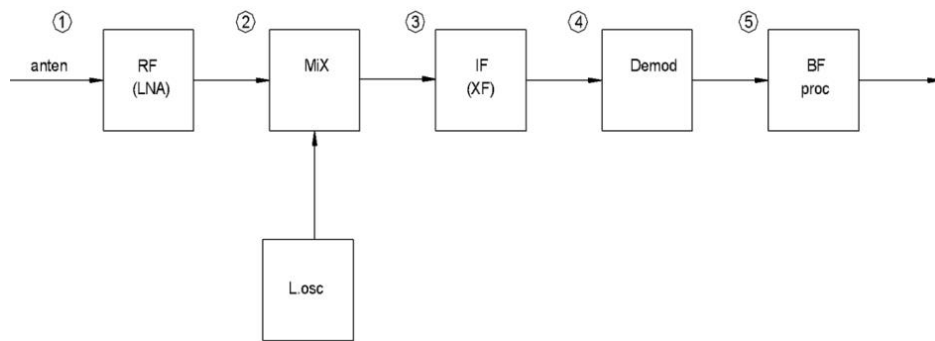 1
2
3
4
5
anten
RF
(LNA)
MiX
IF
(XF)
Demod
BF
proc
L.osc